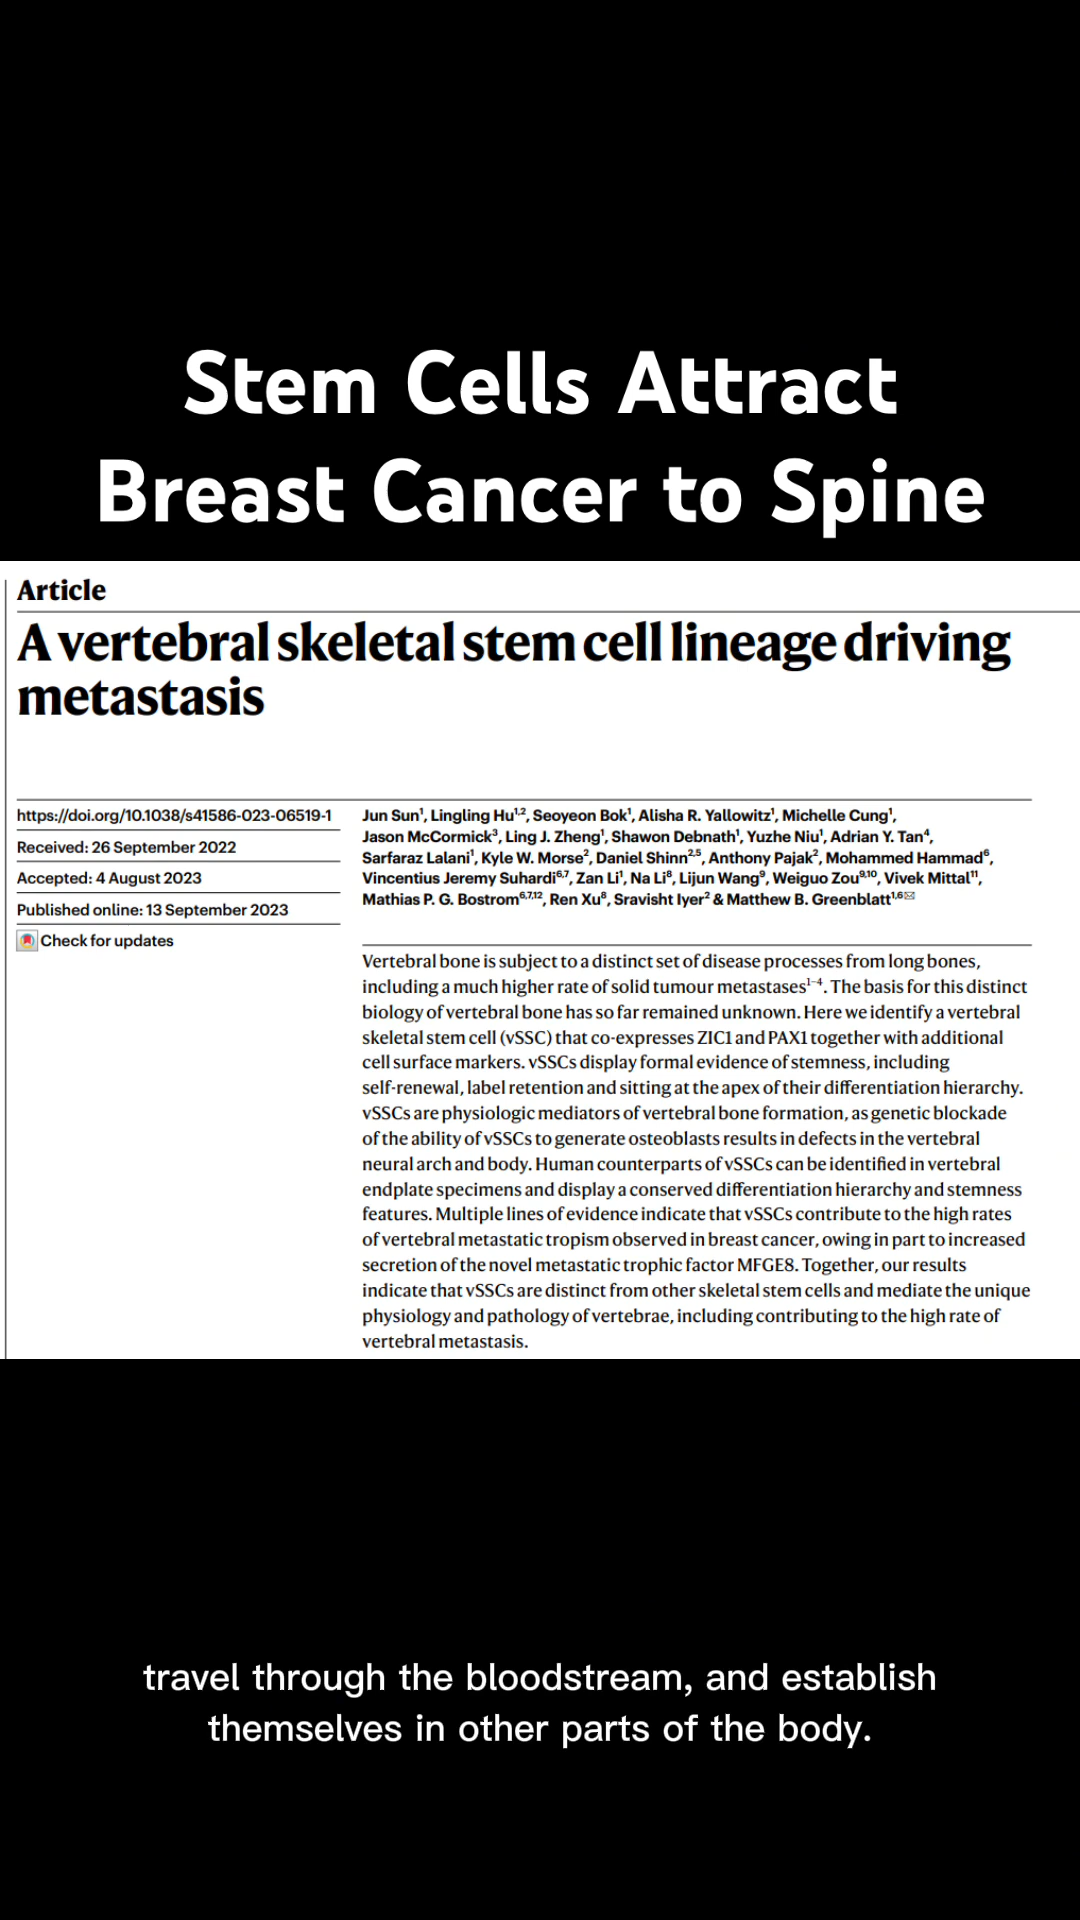 Stem Cells Attract
Breast Cancer to Spine
Article
A vertebral skeletal stem cell lineage driving
metastasis
https://doi.org/10.1038/s41586-023-06519-1
Received: 26 September 2022
Accepted: 4 August 2023
Published online: 13 September 2023
Check for updates
Jun Sun¹, Lingling Hu¹,², Seoyeon Bok¹, Alisha R. Yallowitz¹, Michelle Cung¹,
Jason McCormick³, Ling J. Zheng¹, Shawon Debnath¹, Yuzhe Niu¹, Adrian Y. Tan⁴,
Sarfaraz Lalani¹, Kyle W. Morse², Daniel Shinn²,⁵, Anthony Pajak², Mohammed Hammad⁶,
Vincentius Jeremy Suhardi⁶,⁷, Zan Li¹, Na Li⁸, Lijun Wang⁹, Weiguo Zou⁹,¹⁰, Vivek Mittal¹¹,
Mathias P. G. Bostrom⁶,⁷,¹², Ren Xu⁸, Sravisht Iyer² & Matthew B. Greenblatt¹,⁶✉
Vertebral bone is subject to a distinct set of disease processes from long bones,
including a much higher rate of solid tumour metastases¹⁻⁴. The basis for this distinct
biology of vertebral bone has so far remained unknown. Here we identify a vertebral
skeletal stem cell (vSSC) that co-expresses ZIC1 and PAX1 together with additional
cell surface markers. vSSCs display formal evidence of stemness, including
self-renewal, label retention and sitting at the apex of their differentiation hierarchy.
vSSCs are physiologic mediators of vertebral bone formation, as genetic blockade
of the ability of vSSCs to generate osteoblasts results in defects in the vertebral
neural arch and body. Human counterparts of vSSCs can be identified in vertebral
endplate specimens and display a conserved differentiation hierarchy and stemness
features. Multiple lines of evidence indicate that vSSCs contribute to the high rates
of vertebral metastatic tropism observed in breast cancer, owing in part to increased
secretion of the novel metastatic trophic factor MFGE8. Together, our results
indicate that vSSCs are distinct from other skeletal stem cells and mediate the unique
physiology and pathology of vertebrae, including contributing to the high rate of
vertebral metastasis.
travel through the bloodstream, and establish
themselves in other parts of the body.